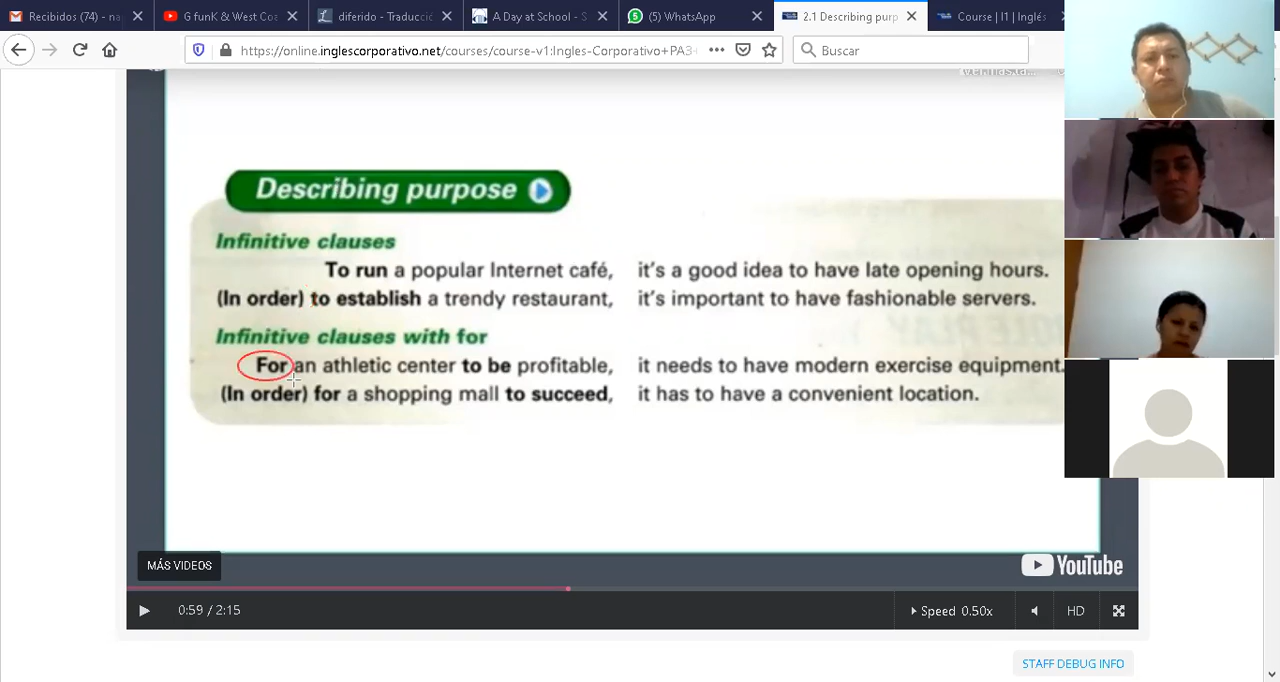 Recibidos (74) - na
G funK & West Coa
diferido - Traducció
A Day at School - S
(5) WhatsApp
2.1 Describing purp
Course | I1 | Inglés
https://online.inglescorporativo.net/courses/course-v1:Ingles-Corporativo+PA3+
Buscar
Describing purpose
Infinitive clauses
To run a popular Internet café, it's a good idea to have late opening hours.
(In order) to establish a trendy restaurant, it's important to have fashionable servers.
Infinitive clauses with for
For an athletic center to be profitable, it needs to have modern exercise equipment.
(In order) for a shopping mall to succeed, it has to have a convenient location.
MÁS VIDEOS
YouTube
0:59 / 2:15
Speed 0.50x
HD
STAFF DEBUG INFO